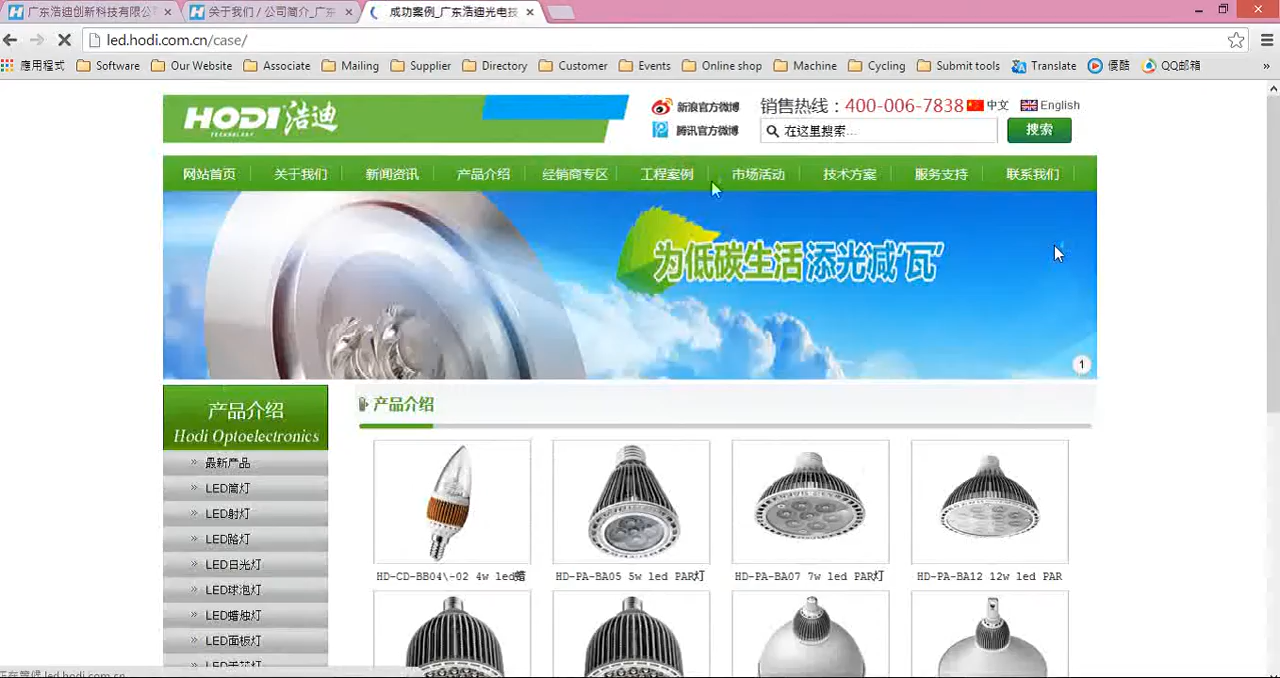 广东浩迪创新科技有限公
关于我们 / 公司简介_广东
成功案例_广东浩迪光电技
led.hodi.com.cn/case/
應用程式 Software Our Website Associate Mailing Supplier Directory Customer Events Online shop Machine Cycling Submit tools Translate 優酷 QQ邮箱 »
HODI 浩迪
TECHNOLOGY
新浪官方微博 销售热线：400-006-7838 中文 English
腾讯官方微博 在这里搜索... 搜索
网站首页 关于我们 新闻资讯 产品介绍 经销商专区 工程案例 市场活动 技术方案 服务支持 联系我们
为低碳生活添光减“瓦”
1
产品介绍
Hodi Optoelectronics
最新产品
LED筒灯
LED射灯
LED路灯
LED日光灯
LED球泡灯
LED蜡烛灯
LED面板灯
产品介绍
HD-CD-BB04\-02 4w led蜡 HD-PA-BA05 5w led PAR灯 HD-PA-BA07 7w led PAR灯 HD-PA-BA12 12w led PAR
正在等候 led.hodi.com.cn